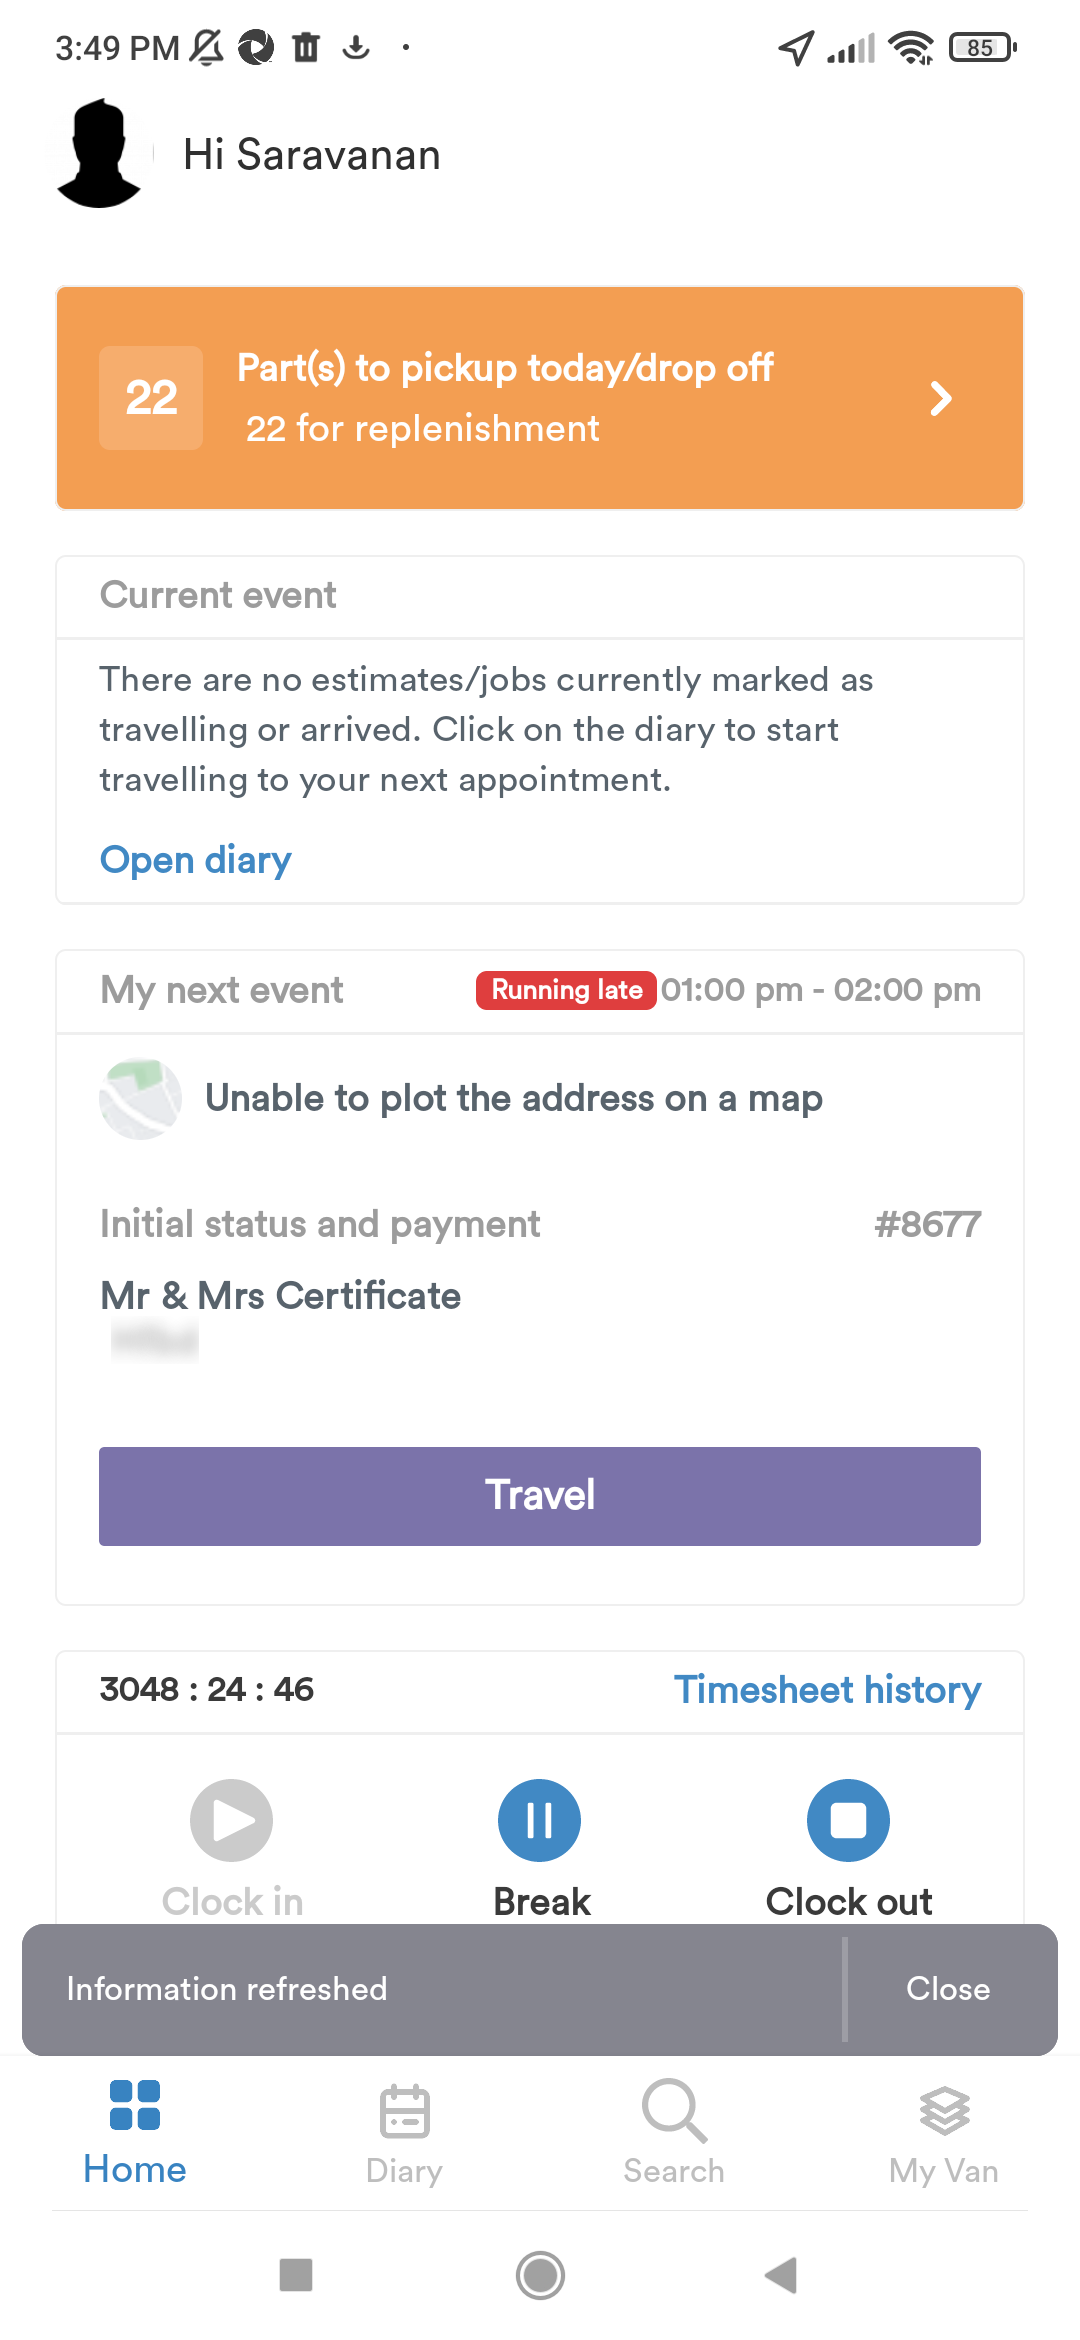 3:49 PM
85
Hi Saravanan
22
Part(s) to pickup today/drop off
22 for replenishment
Current event
There are no estimates/jobs currently marked as
travelling or arrived. Click on the diary to start
travelling to your next appointment.
Open diary
My next event Running late 01:00 pm - 02:00 pm
Unable to plot the address on a map
Initial status and payment #8677
Mr & Mrs Certificate
Travel
3048 : 24 : 46 Timesheet history
Clock in Break Clock out
Information refreshed Close
Home Diary Search My Van